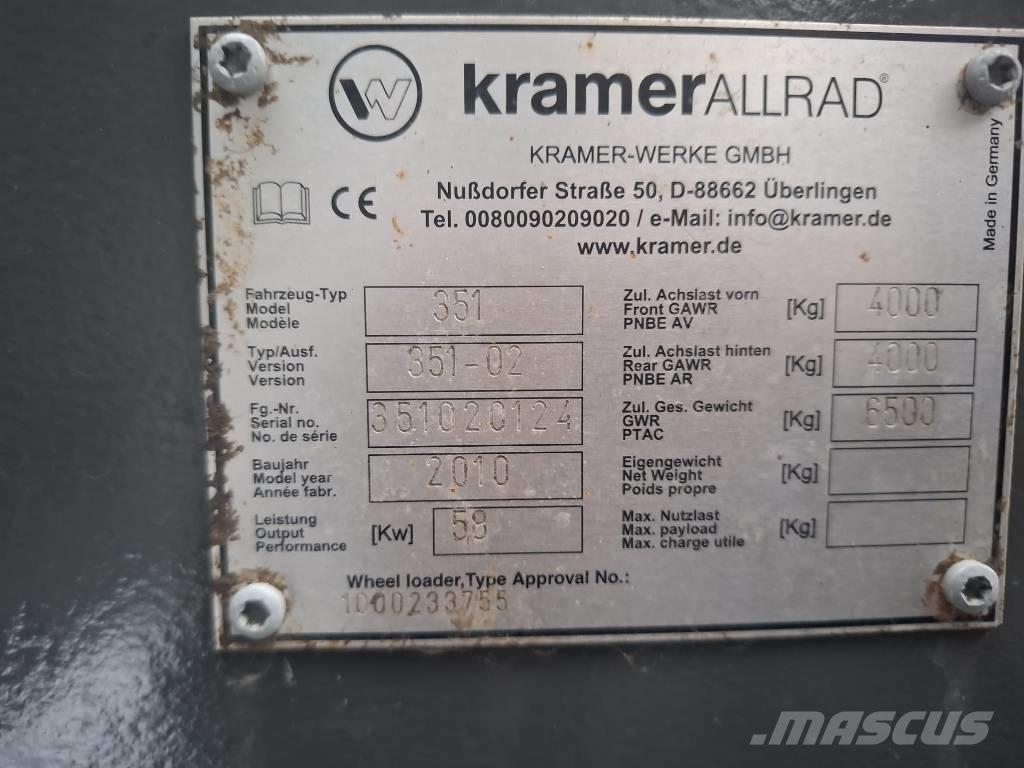 kramerALLRAD®
KRAMER-WERKE GMBH
Nußdorfer Straße 50, D-88662 Überlingen
Tel. 0080090209020 / e-Mail: info@kramer.de
www.kramer.de
CE
Made in Germany
Fahrzeug-Typ
Model
Modèle
351
Typ/Ausf.
Version
Version
351-02
Fg.-Nr.
Serial no.
No. de série
351020124
Baujahr
Model year
Année fabr.
2010
Leistung
Output
Performance
[Kw] 58
Zul. Achslast vorn
Front GAWR
PNBE AV
[Kg] 4000
Zul. Achslast hinten
Rear GAWR
PNBE AR
[Kg] 4000
Zul. Ges. Gewicht
GWR
PTAC
[Kg] 6500
Eigengewicht
Net Weight
Poids propre
[Kg]
Max. Nutzlast
Max. payload
Max. charge utile
[Kg]
Wheel loader,Type Approval No.:
1000233755
MASCUS